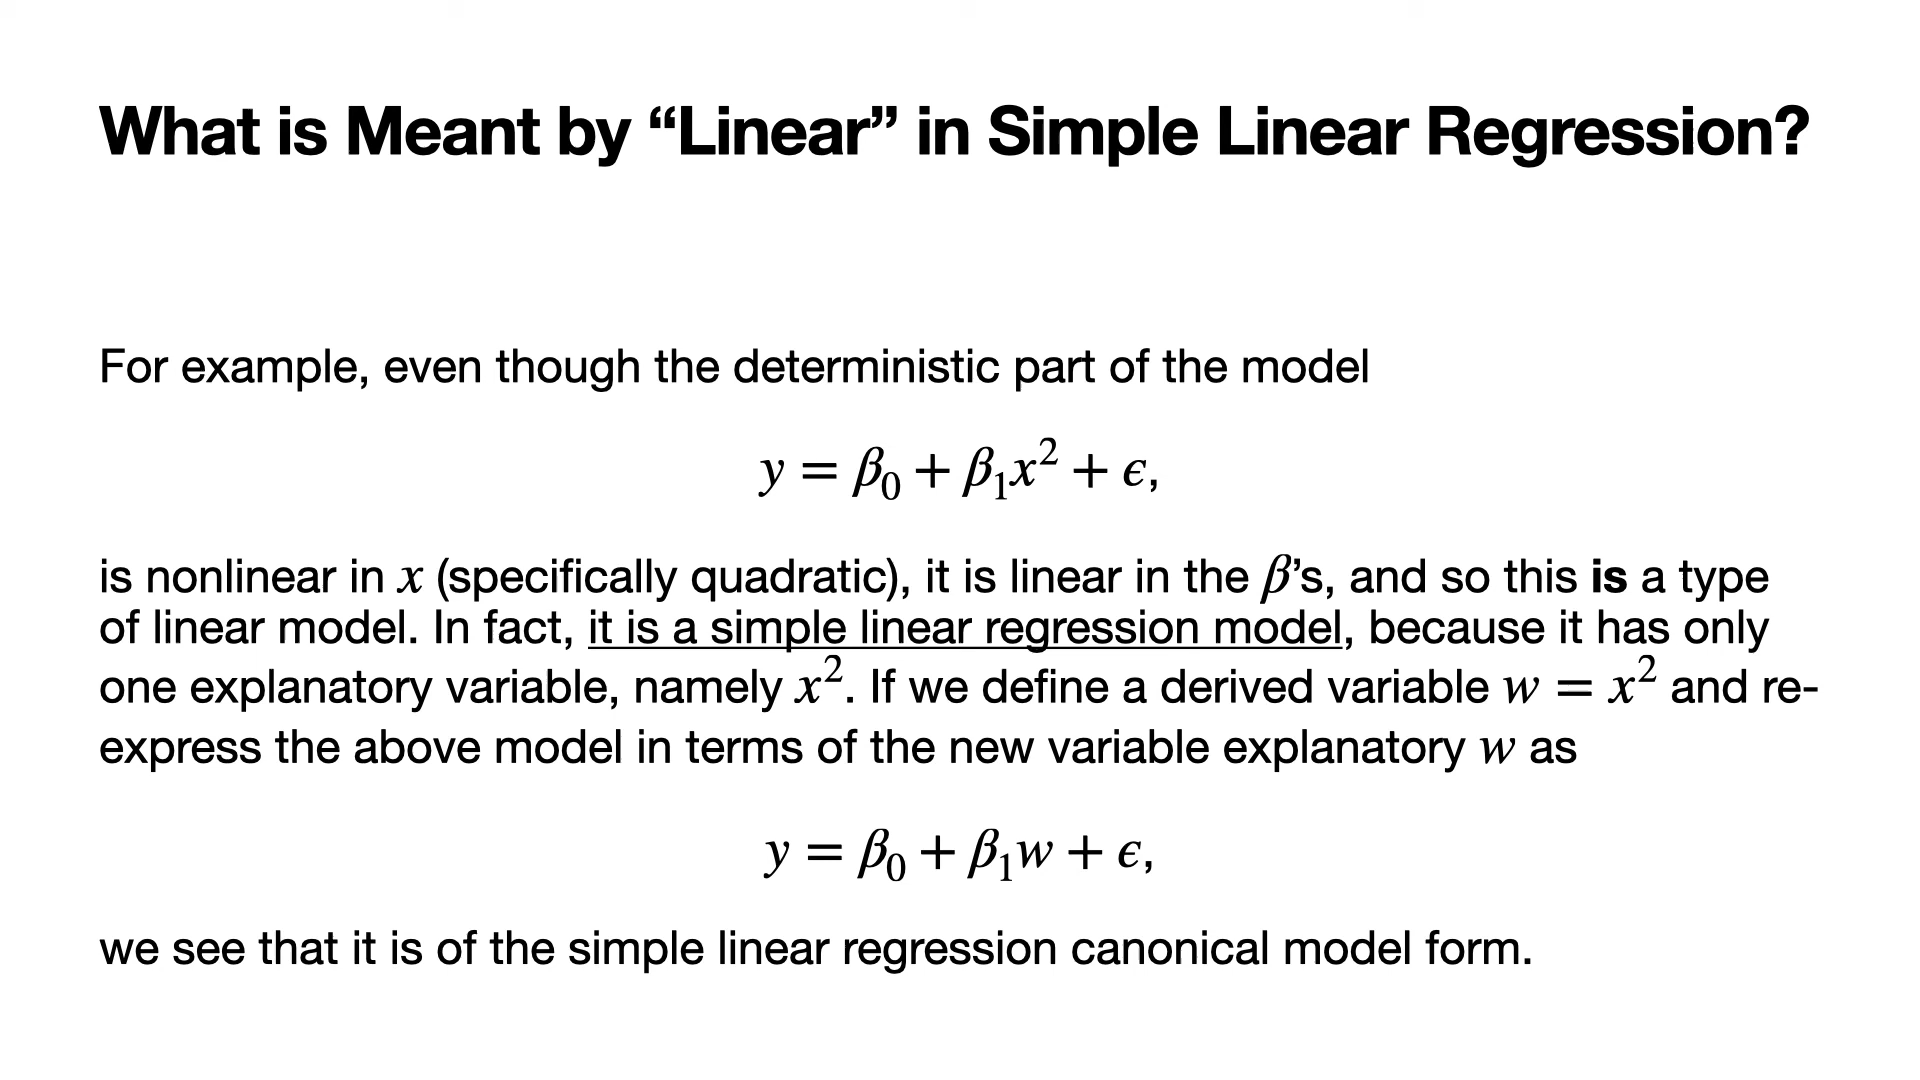 What is Meant by “Linear” in Simple Linear Regression?
For example, even though the deterministic part of the model
y = β₀ + β₁x² + ϵ,
is nonlinear in x (specifically quadratic), it is linear in the β’s, and so this is a type
of linear model. In fact, it is a simple linear regression model, because it has only
one explanatory variable, namely x². If we define a derived variable w = x² and re-
express the above model in terms of the new variable explanatory w as
y = β₀ + β₁w + ϵ,
we see that it is of the simple linear regression canonical model form.